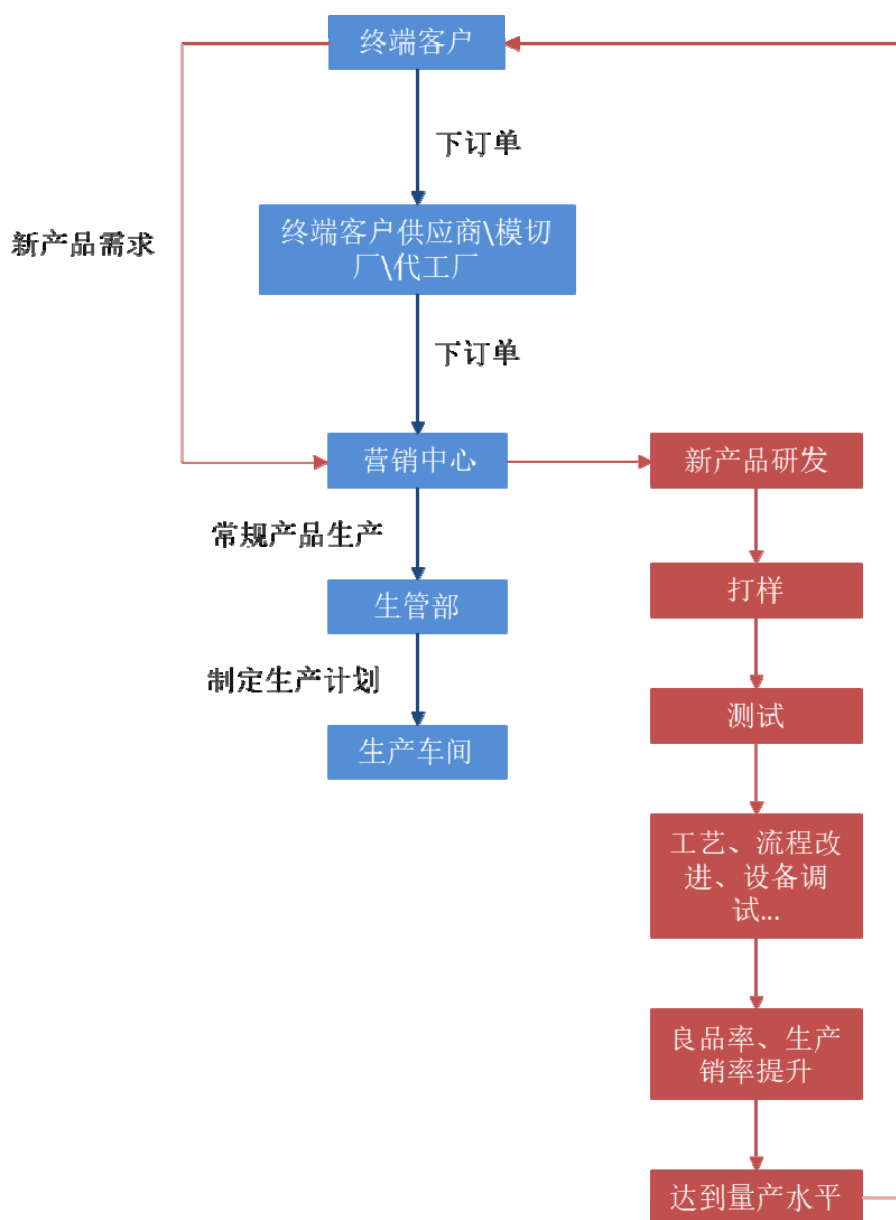 终端客户
下订单
终端客户供应商\模切
厂\代工厂
新产品需求
下订单
营销中心
新产品研发
常规产品生产
打样
生管部
制定生产计划
测试
生产车间
工艺、流程改
进、设备调
试...
良品率、生产
销率提升
达到量产水平